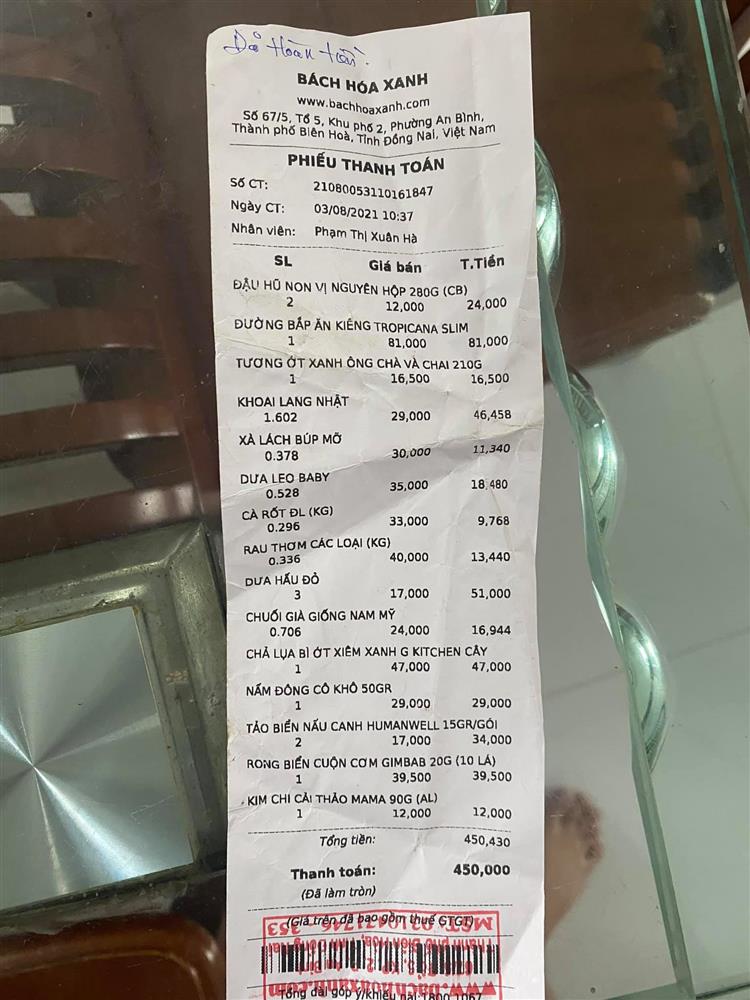 Đã Hoàn tiền.
BÁCH HÓA XANH
www.bachhoaxanh.com
Số 67/5, Tổ 5, Khu phố 2, Phường An Bình,
Thành phố Biên Hoà, Tỉnh Đồng Nai, Việt Nam
PHIẾU THANH TOÁN
Số CT: 21080053110161847
Ngày CT: 03/08/2021 10:37
Nhân viên: Phạm Thị Xuân Hà
SL Giá bán T.Tiền
ĐẬU HŨ NON VỊ NGUYÊN HỘP 280G (CB)
2 12,000 24,000
ĐƯỜNG BẮP ĂN KIÊNG TROPICANA SLIM
1 81,000 81,000
TƯƠNG ỚT XANH ÔNG CHÀ VÀ CHAI 210G
1 16,500 16,500
KHOAI LANG NHẬT
1.602 29,000 46,458
XÀ LÁCH BÚP MỠ
0.378 30,000 11,340
DƯA LEO BABY
0.528 35,000 18,480
CÀ RỐT ĐL (KG)
0.296 33,000 9,768
RAU THƠM CÁC LOẠI (KG)
0.336 40,000 13,440
DƯA HẤU ĐỎ
3 17,000 51,000
CHUỐI GIÀ GIỐNG NAM MỸ
0.706 24,000 16,944
CHẢ LỤA BÌ ỚT XIÊM XANH G KITCHEN CÂY
1 47,000 47,000
NẤM ĐÔNG CÔ KHÔ 50GR
1 29,000 29,000
TẢO BIỂN NẤU CANH HUMANWELL 15GR/GÓI
2 17,000 34,000
RONG BIỂN CUỘN CƠM GIMBAB 20G (10 LÁ)
1 39,500 39,500
KIM CHI CẢI THẢO MAMA 90G (AL)
1 12,000 12,000
Tổng tiền: 450,430
Thanh toán: 450,000
(Đã làm tròn)
(Giá trên đã bao gồm thuế GTGT)
Tổng đài góp ý/khiếu nại: 1800 1067